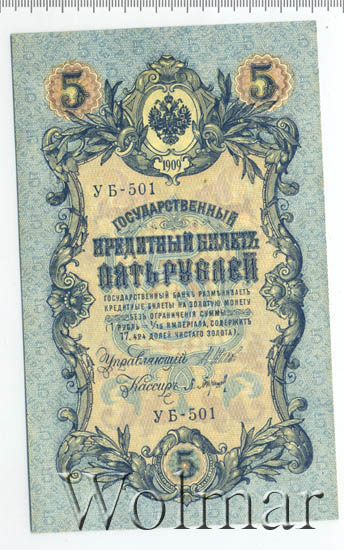 5 5
1909
УБ-501
ГОСУДАРСТВЕННЫЙ
КРЕДИТНЫЙ БИЛЕТЪ
ПЯТЬ РУБЛЕЙ
ГОСУДАРСТВЕННЫЙ БАНКЪ РАЗМѢНИВАЕТЪ
КРЕДИТНЫЕ БИЛЕТЫ НА ЗОЛОТУЮ МОНЕТУ
БЕЗЪ ОГРАНИЧЕНІЯ СУММЫ
(1 РУБЛЬ = 1/15 ИМПЕРІАЛА, СОДЕРЖИТЪ
17,424 ДОЛЕЙ ЧИСТАГО ЗОЛОТА).
Управляющій
Кассиръ
УБ-501
5
Wolmar